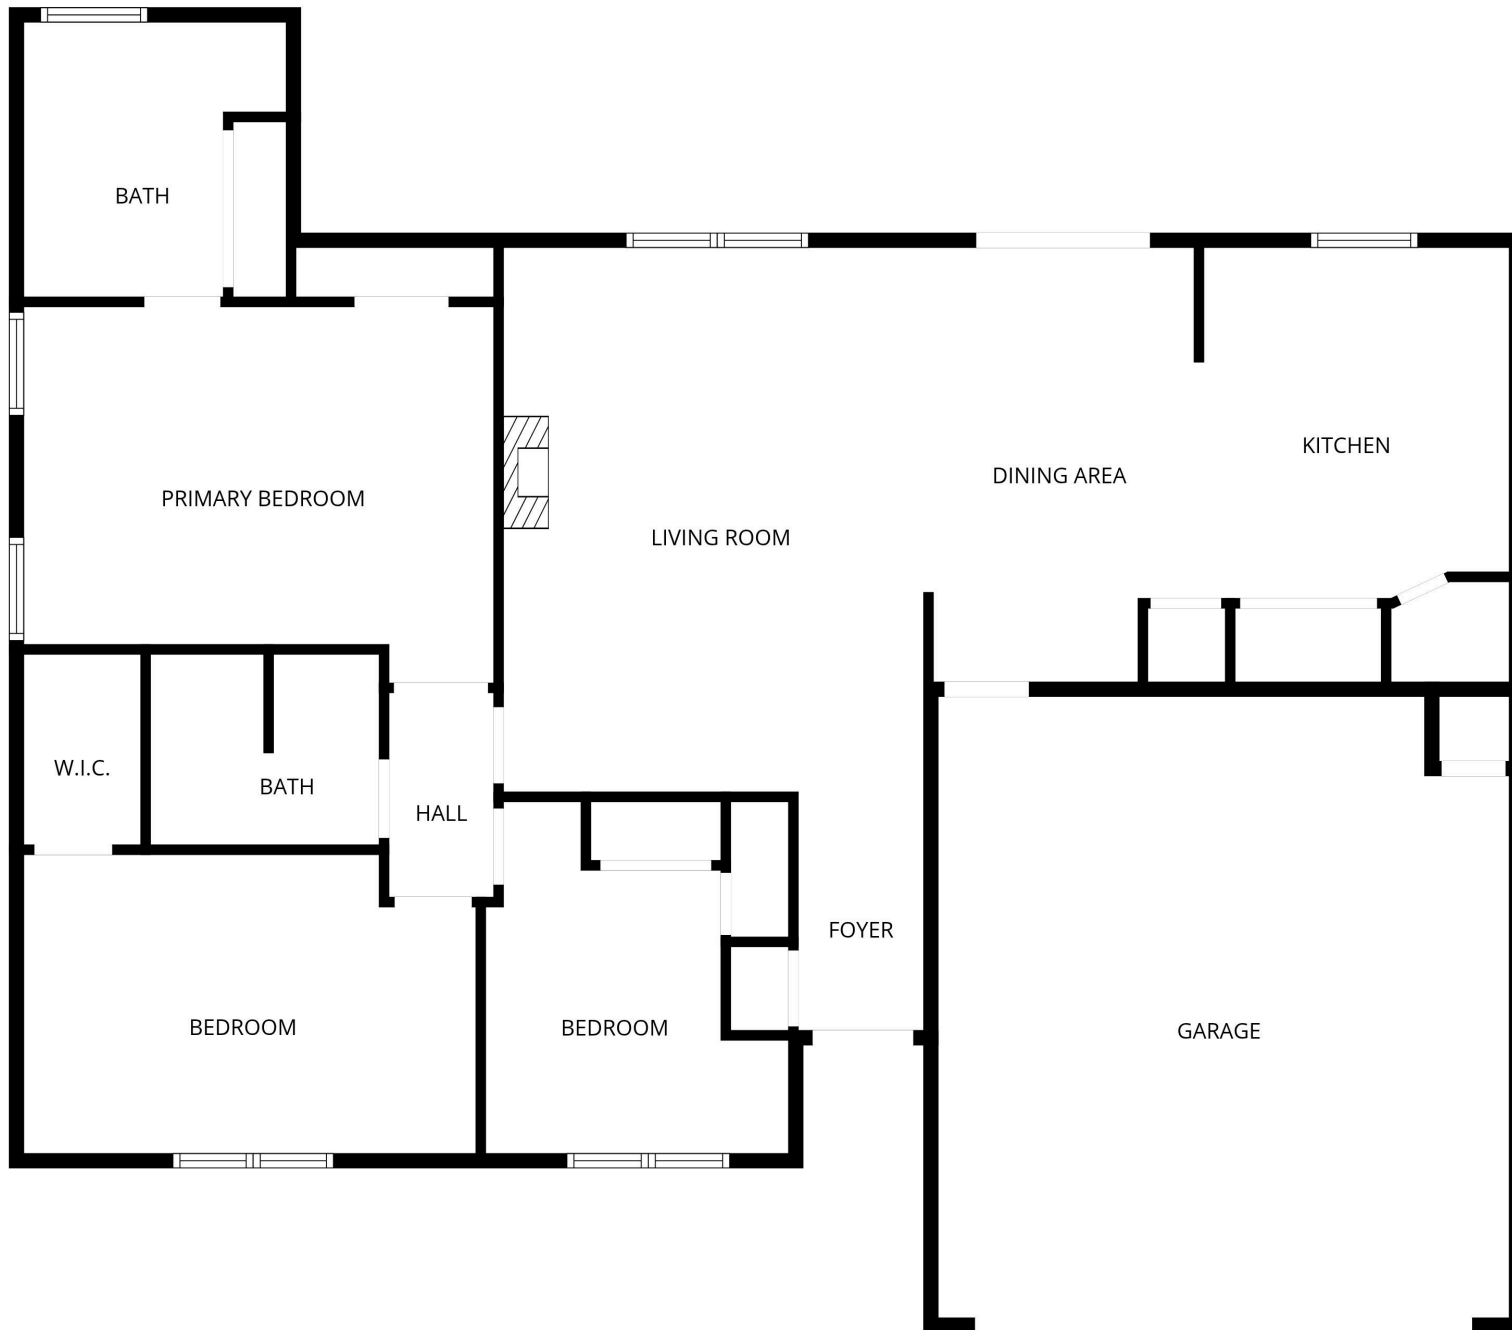 BATH
KITCHEN
DINING AREA
PRIMARY BEDROOM
LIVING ROOM
W.I.C.
BATH
HALL
FOYER
BEDROOM
BEDROOM
GARAGE